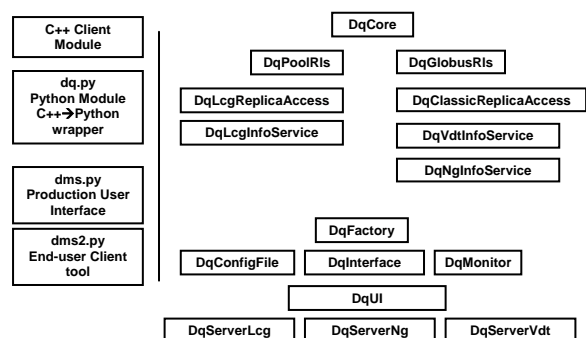 C++ Client
Module
dq.py
Python Module
C++→Python
wrapper
dms.py
Production User
Interface
dms2.py
End-user Client
tool
DqCore
DqPoolRls
DqGlobusRls
DqLcgReplicaAccess
DqClassicReplicaAccess
DqLcgInfoService
DqVdtInfoService
DqNgInfoService
DqFactory
DqConfigFile
DqInterface
DqMonitor
DqUI
DqServerLcg
DqServerNg
DqServerVdt